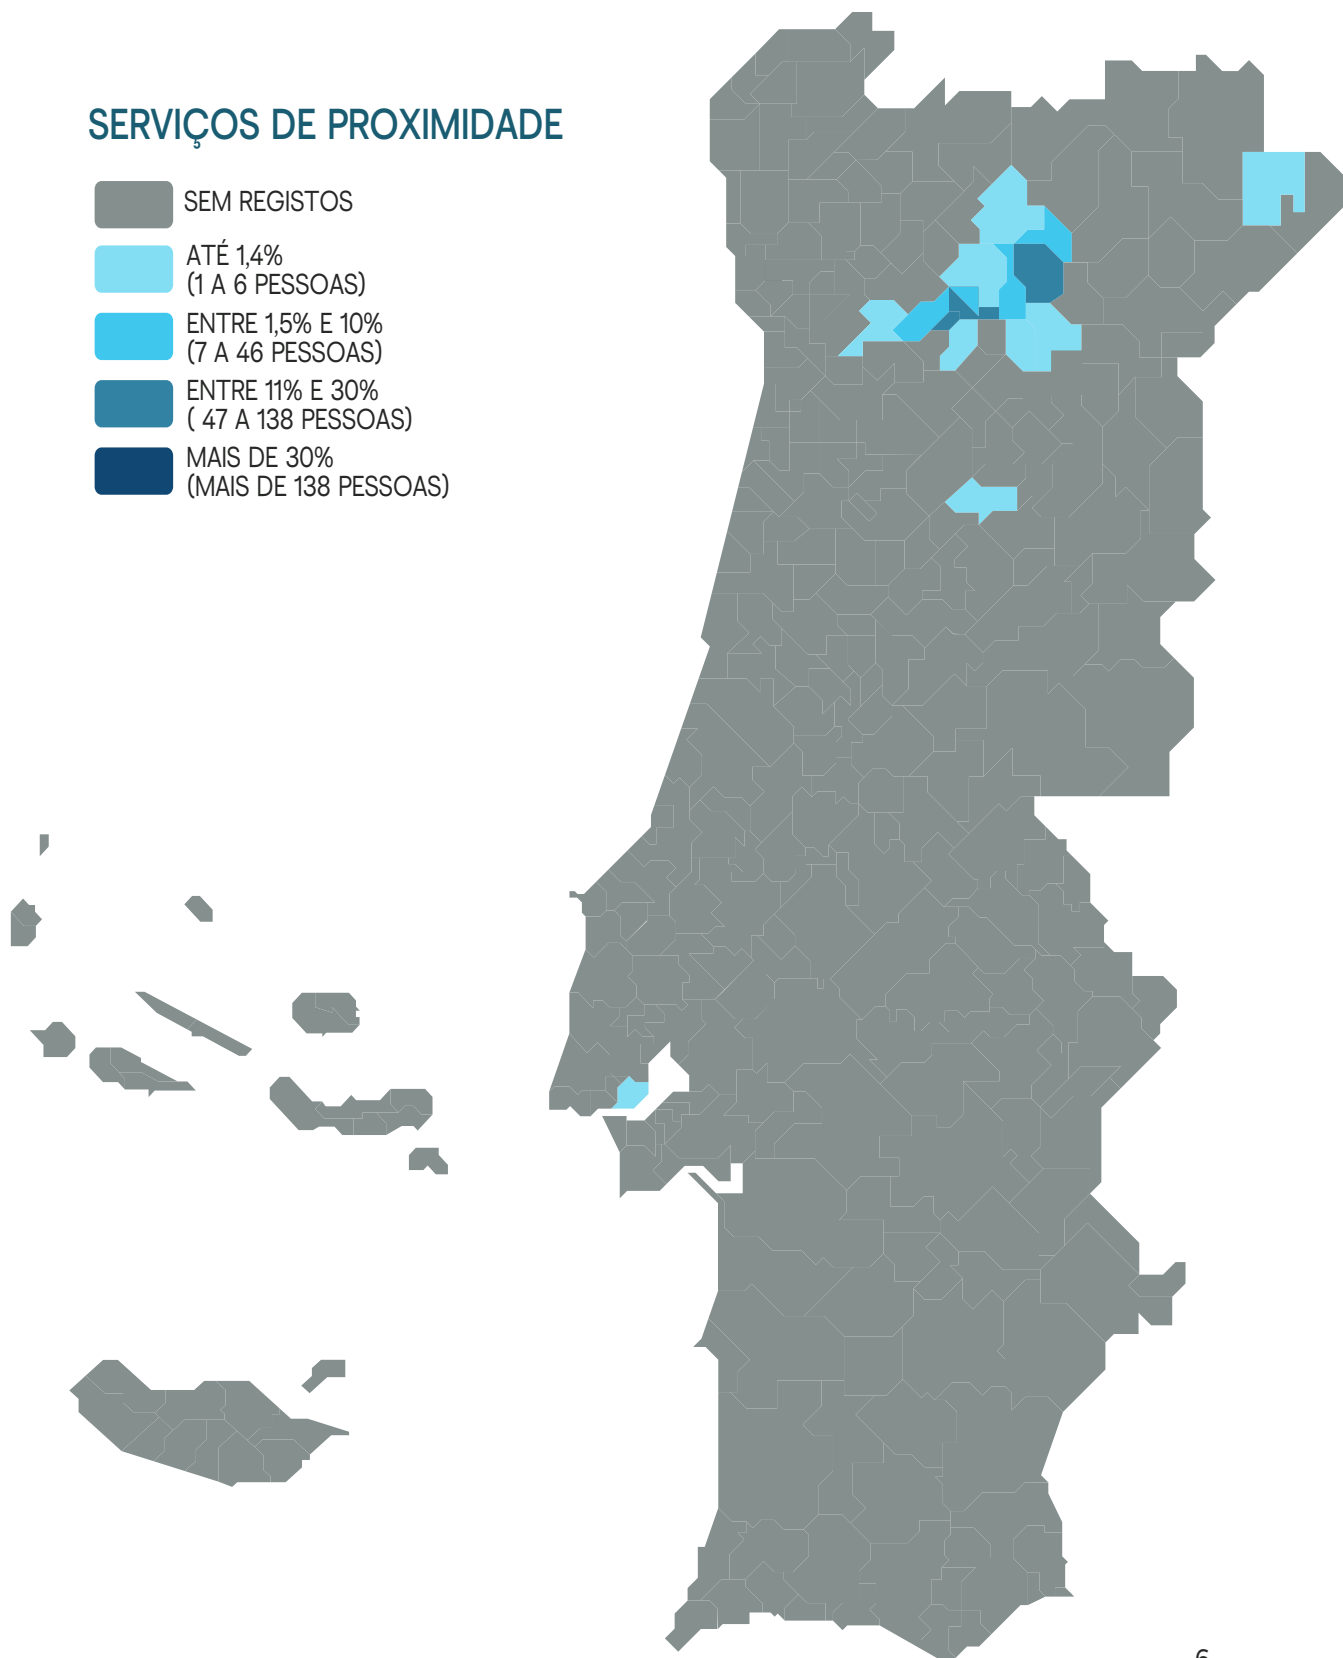 SERVIÇOS DE PROXIMIDADE
SEM REGISTOS
ATÉ 1,4%
(1 A 6 PESSOAS)
ENTRE 1,5% E 10%
(7 A 46 PESSOAS)
ENTRE 11% E 30%
( 47 A 138 PESSOAS)
MAIS DE 30%
(MAIS DE 138 PESSOAS)
6